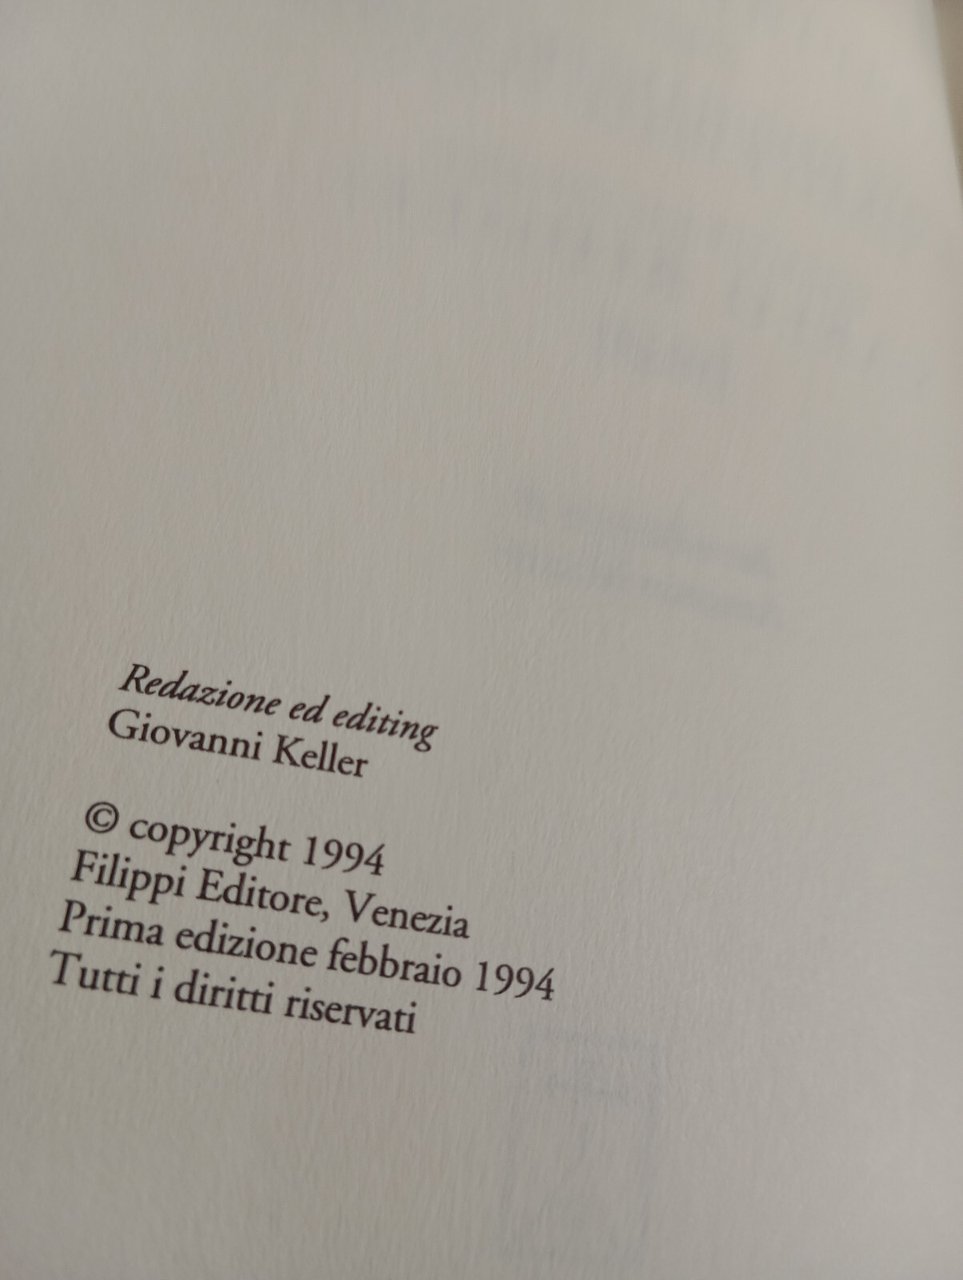 Redazione ed editing
Giovanni Keller
© copyright 1994
Filippi Editore, Venezia
Prima edizione febbraio 1994
Tutti i diritti riservati